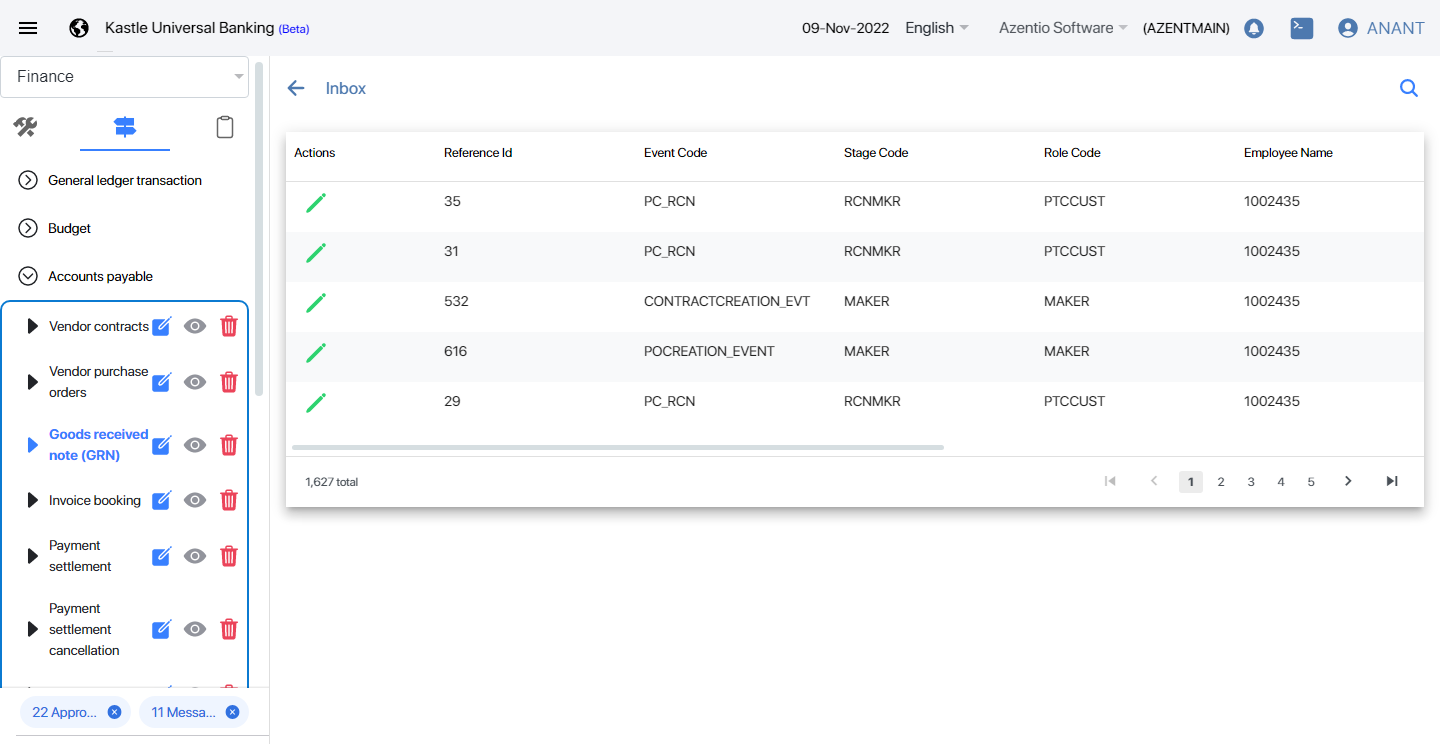 Kastle Universal Banking (Beta)
09-Nov-2022 English Azentio Software (AZENTMAIN) ANANT
Finance
General ledger transaction
Budget
Accounts payable
Vendor contracts
Vendor purchase
orders
Goods received
note (GRN)
Invoice booking
Payment
settlement
Payment
settlement
cancellation
22 Appro... 11 Messa...
Inbox
Actions Reference Id Event Code Stage Code Role Code Employee Name
35 PC_RCN RCNMKR PTCCUST 1002435
31 PC_RCN RCNMKR PTCCUST 1002435
532 CONTRACTCREATION_EVT MAKER MAKER 1002435
616 POCREATION_EVENT MAKER MAKER 1002435
29 PC_RCN RCNMKR PTCCUST 1002435
1,627 total 1 2 3 4 5